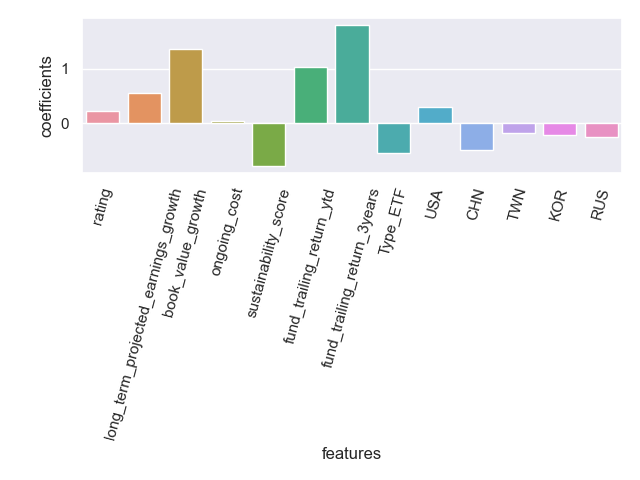 coefficients
1
0
rating
long_term_projected_earnings_growth
book_value_growth
ongoing_cost
sustainability_score
fund_trailing_return_ytd
fund_trailing_return_3years
Type_ETF
USA
CHN
TWN
KOR
RUS
features